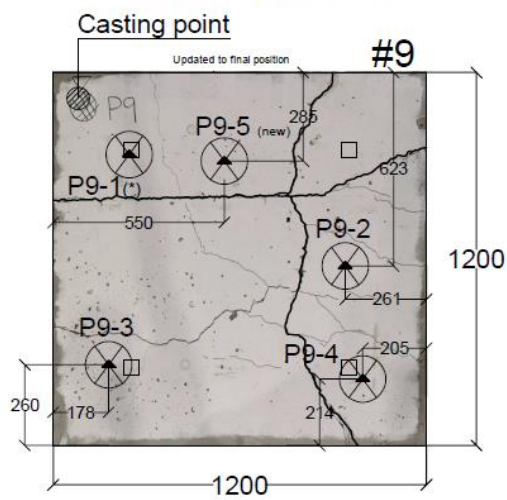 Casting point
Updated to final position
#9
P9
285
P9-5 (new)
P9-1(*)
623
550
P9-2
1200
261
P9-3
P9-4
205
260
178
214
1200